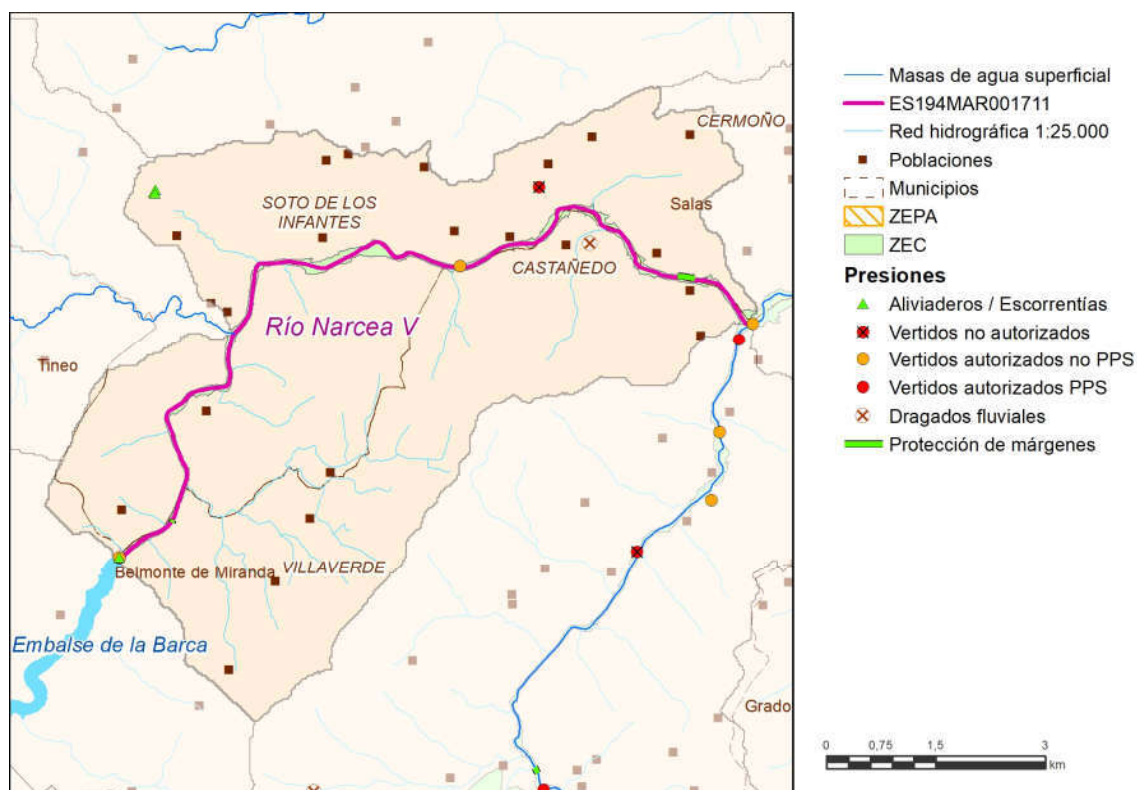 CERMOÑO
Salas
SOTO DE LOS
INFANTES
CASTAÑEDO
Río Narcea V
Tineo
Belmonte de Miranda
VILLAVERDE
Embalse de la Barca
Grado
Masas de agua superficial
ES194MAR001711
Red hidrográfica 1:25.000
Poblaciones
Municipios
ZEPA
ZEC
Presiones
Aliviaderos / Escorrentías
Vertidos no autorizados
Vertidos autorizados no PPS
Vertidos autorizados PPS
Dragados fluviales
Protección de márgenes
0 0,75 1,5 3
km